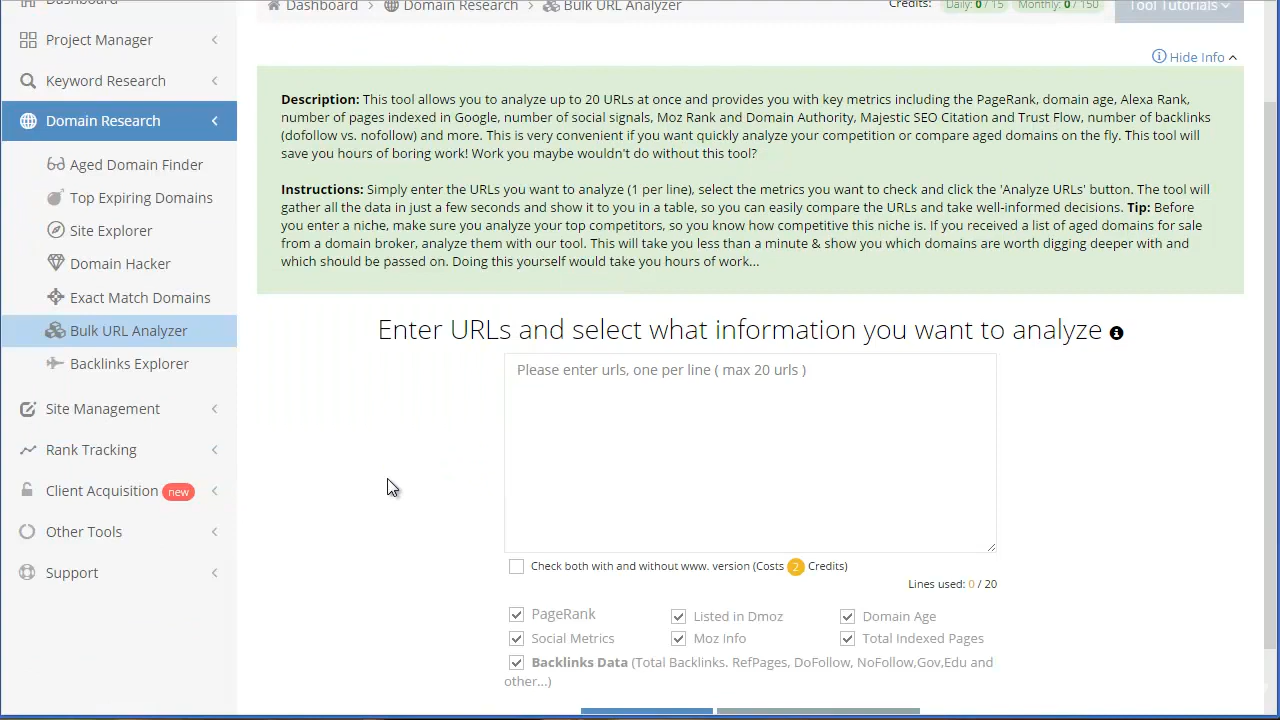 Dashboard
Project Manager
Keyword Research
Domain Research
Aged Domain Finder
Top Expiring Domains
Site Explorer
Domain Hacker
Exact Match Domains
Bulk URL Analyzer
Backlinks Explorer
Site Management
Rank Tracking
Client Acquisition new
Other Tools
Support
Dashboard > Domain Research > Bulk URL Analyzer
Credits: Daily: 0 / 15 Monthly: 0 / 150
Tool Tutorials
Hide Info
Description: This tool allows you to analyze up to 20 URLs at once and provides you with key metrics including the PageRank, domain age, Alexa Rank,
number of pages indexed in Google, number of social signals, Moz Rank and Domain Authority, Majestic SEO Citation and Trust Flow, number of backlinks
(dofollow vs. nofollow) and more. This is very convenient if you want quickly analyze your competition or compare aged domains on the fly. This tool will
save you hours of boring work! Work you maybe wouldn't do without this tool?
Instructions: Simply enter the URLs you want to analyze (1 per line), select the metrics you want to check and click the 'Analyze URLs' button. The tool will
gather all the data in just a few seconds and show it to you in a table, so you can easily compare the URLs and take well-informed decisions. Tip: Before
you enter a niche, make sure you analyze your top competitors, so you know how competitive this niche is. If you received a list of aged domains for sale
from a domain broker, analyze them with our tool. This will take you less than a minute & show you which domains are worth digging deeper with and
which should be passed on. Doing this yourself would take you hours of work...
Enter URLs and select what information you want to analyze
Please enter urls, one per line ( max 20 urls )
Check both with and without www. version (Costs 2 Credits)
Lines used: 0 / 20
PageRank Listed in Dmoz Domain Age
Social Metrics Moz Info Total Indexed Pages
Backlinks Data (Total Backlinks. RefPages, DoFollow, NoFollow,Gov,Edu and
other...)